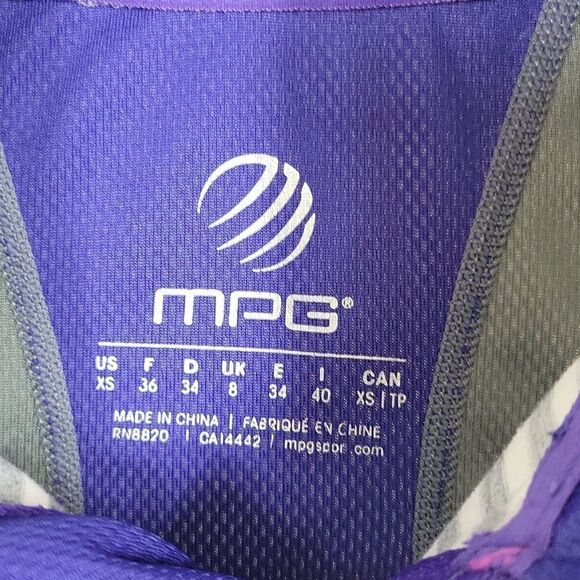 MPG®
US F D UK E I CAN
XS 36 34 8 34 40 XS | TP
MADE IN CHINA | FABRIQUÉ EN CHINE
RN8820 | CA14442 / mpgspor .com